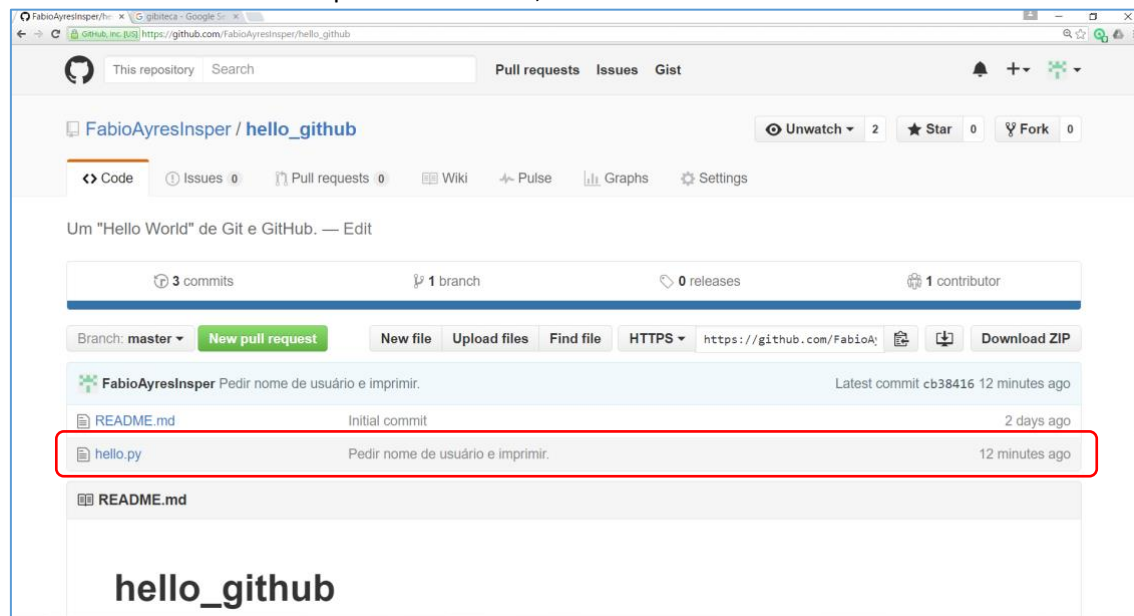 FabioAyresInsper/he
gibiteca - Google Se
GitHub, Inc. [US] https://github.com/FabioAyresInsper/hello_github
This repository Search Pull requests Issues Gist
FabioAyresInsper / hello_github Unwatch 2 Star 0 Fork 0
Code Issues 0 Pull requests 0 Wiki Pulse Graphs Settings
Um "Hello World" de Git e GitHub. — Edit
3 commits 1 branch 0 releases 1 contributor
Branch: master New pull request New file Upload files Find file HTTPS https://github.com/FabioAy Download ZIP
FabioAyresInsper Pedir nome de usuário e imprimir. Latest commit cb38416 12 minutes ago
README.md Initial commit 2 days ago
hello.py Pedir nome de usuário e imprimir. 12 minutes ago
README.md
hello_github